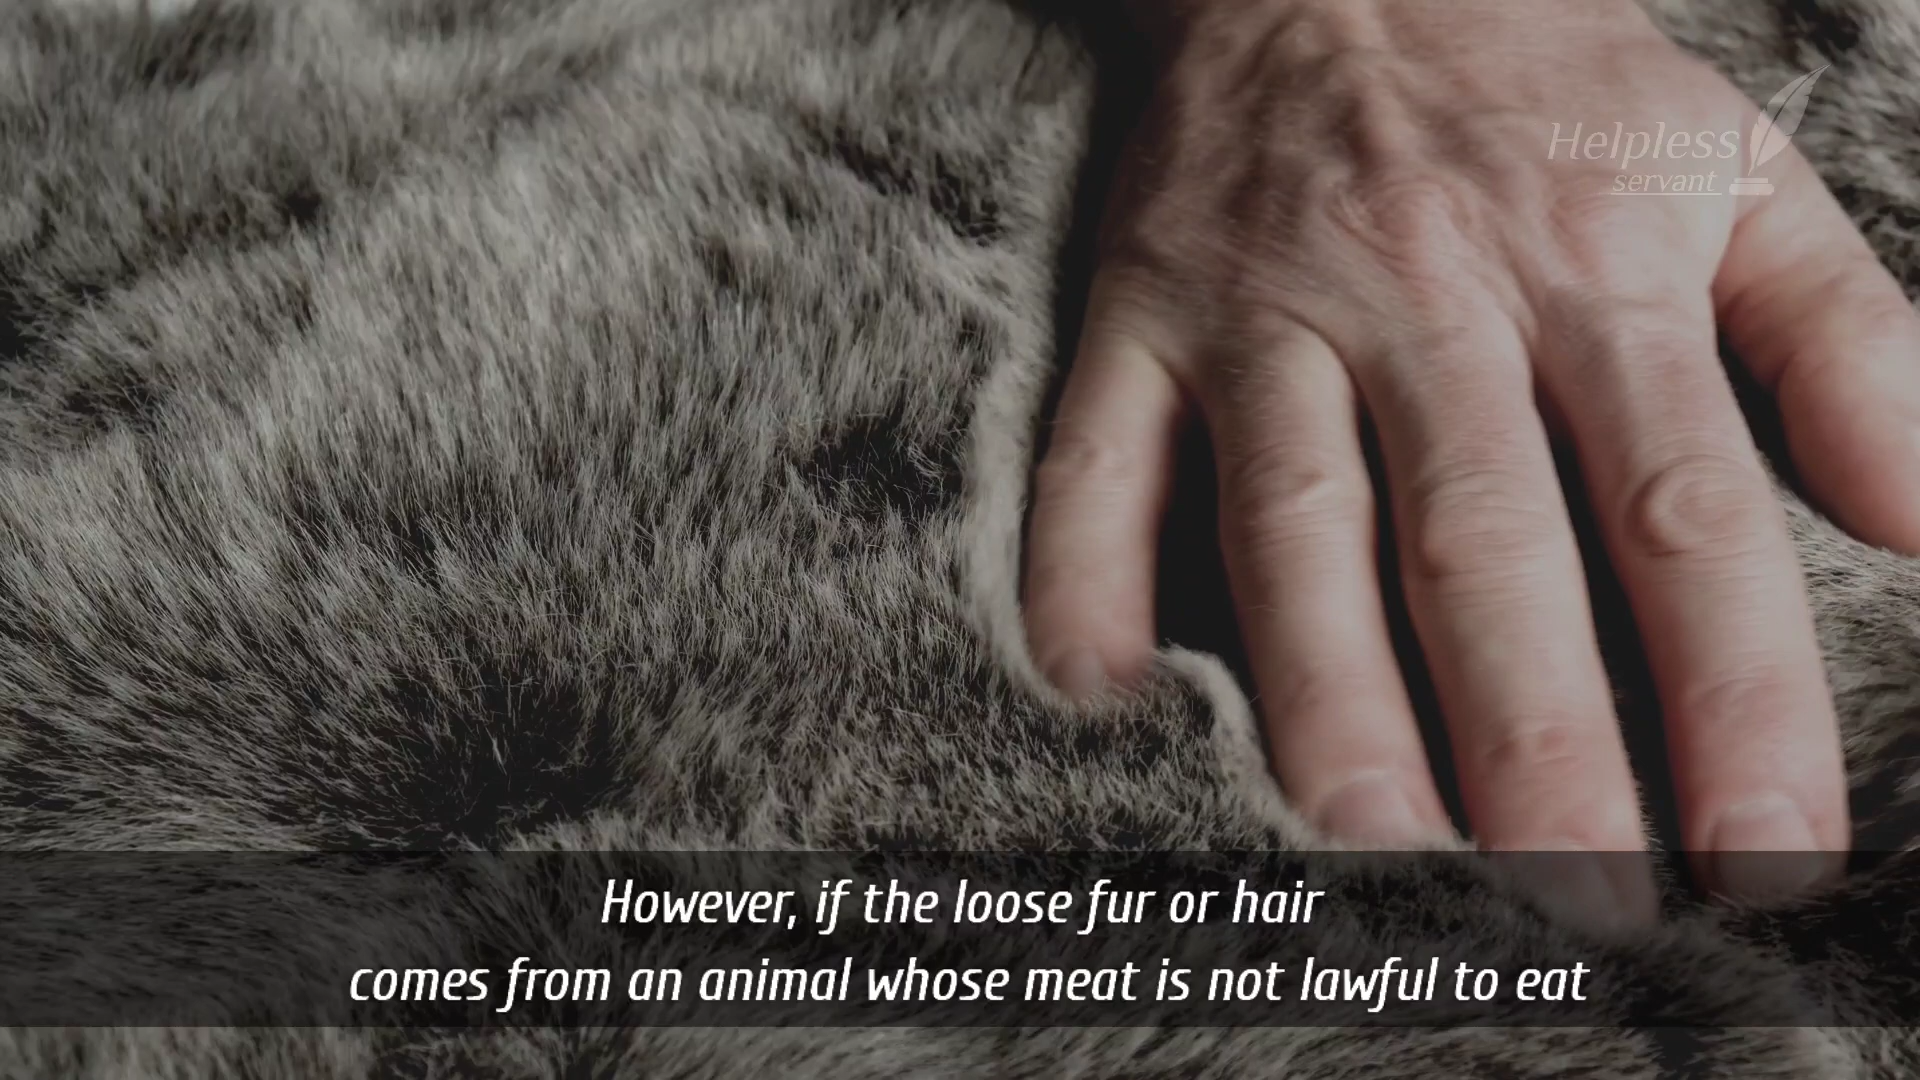 Helpless
servant
However, if the loose fur or hair
comes from an animal whose meat is not lawful to eat